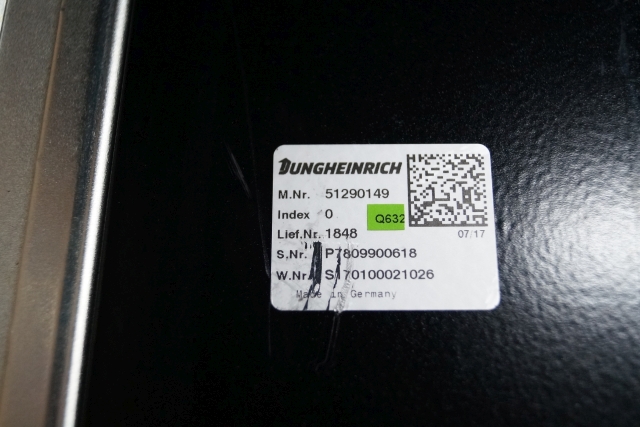 JUNGHEINRICH
M.Nr. 51290149
Index 0
Q632
Lief.Nr. 1848
07/17
S.Nr. P7809900618
W.Nr. S170100021026
Made in Germany